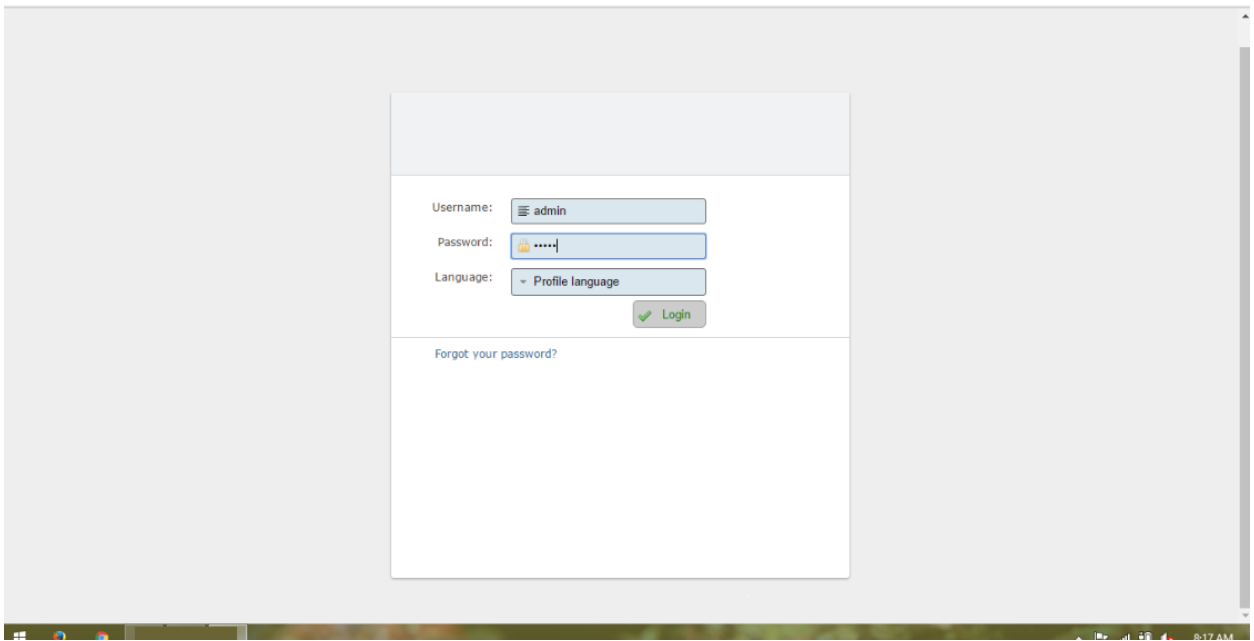 Username: admin
Password: •••••
Language: Profile language
Login
Forgot your password?
8:17 AM